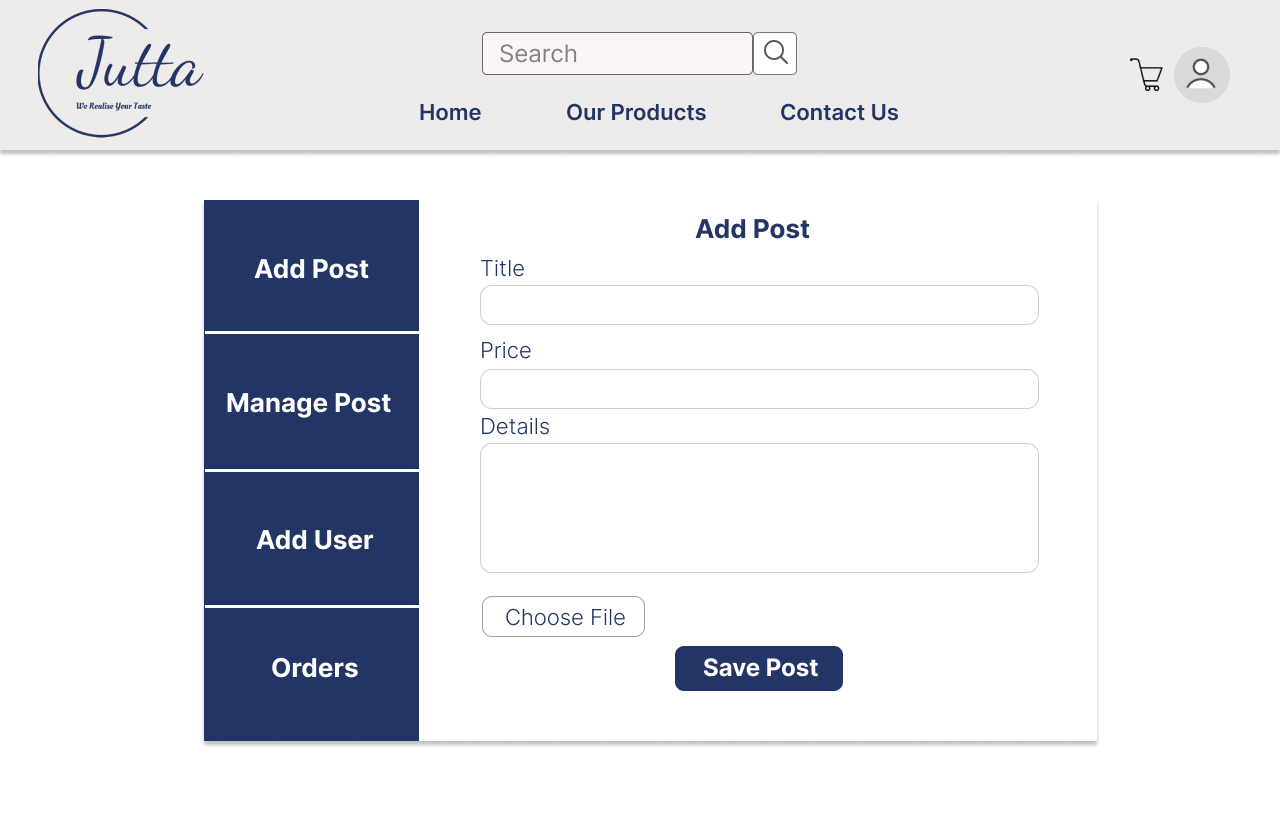 Jutta
We Realise Your Taste
Search
Home Our Products Contact Us
Add Post
Manage Post
Add User
Orders
Add Post
Title
Price
Details
Choose File
Save Post